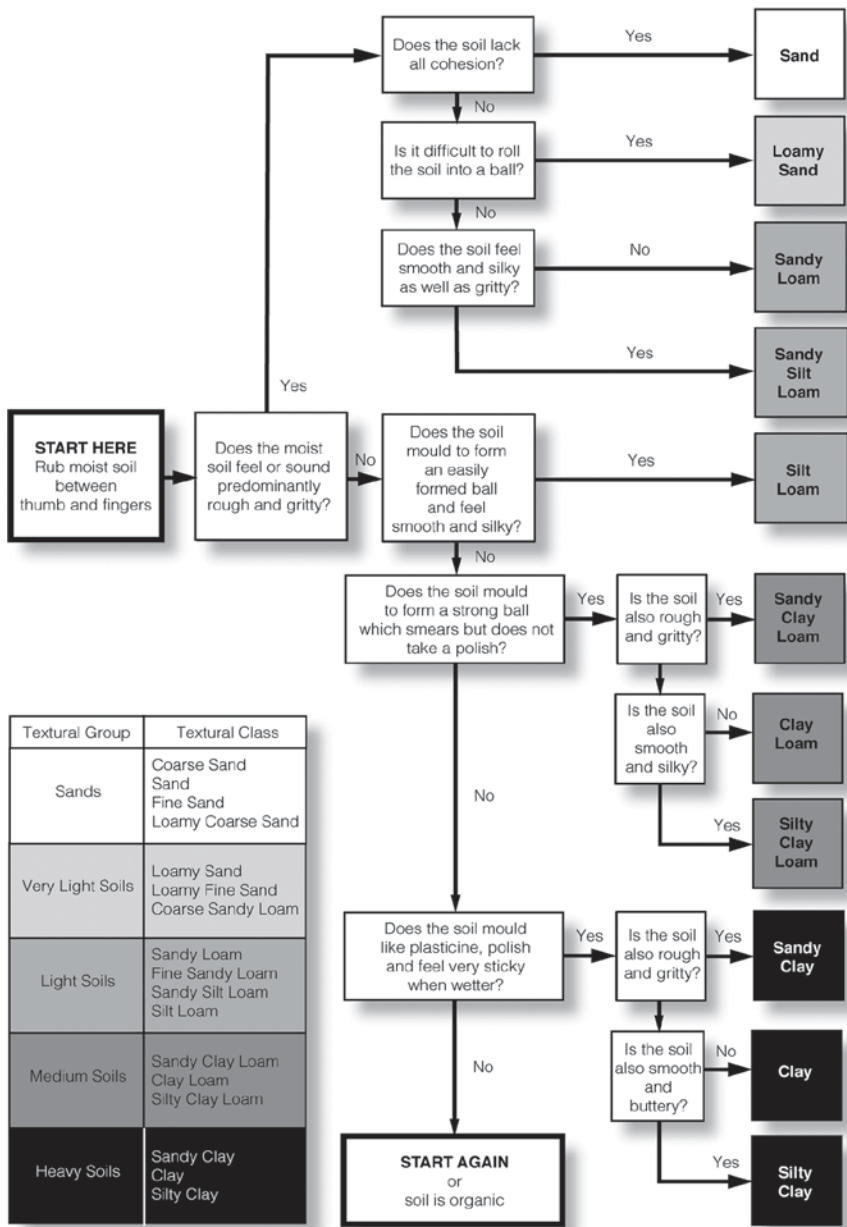 Does the soil lack
all cohesion?
Yes
Sand
No
Is it difficult to roll
the soil into a ball?
Yes
Loamy
Sand
No
Does the soil feel
smooth and silky
as well as gritty?
No
Sandy
Loam
Yes
Sandy
Silt
Loam
Yes
START HERE
Rub moist soil
between
thumb and fingers
Does the moist
soil feel or sound
predominantly
rough and gritty?
No
Does the soil
mould to form
an easily
formed ball
and feel
smooth and silky?
Yes
Silt
Loam
No
Does the soil mould
to form a strong ball
which smears but does not
take a polish?
Yes
Is the soil
also rough
and gritty?
Yes
Sandy
Clay
Loam
Is the soil
also
smooth
and silky?
No
Clay
Loam
Yes
Silty
Clay
Loam
No
Does the soil mould
like plasticine, polish
and feel very sticky
when wetter?
Yes
Is the soil
also rough
and gritty?
Yes
Sandy
Clay
Is the soil
also smooth
and
buttery?
No
Clay
Yes
Silty
Clay
No
START AGAIN
or
soil is organic
Textural Group Textural Class
Sands
Coarse Sand
Sand
Fine Sand
Loamy Coarse Sand
Very Light Soils
Loamy Sand
Loamy Fine Sand
Coarse Sandy Loam
Light Soils
Sandy Loam
Fine Sandy Loam
Sandy Silt Loam
Silt Loam
Medium Soils
Sandy Clay Loam
Clay Loam
Silty Clay Loam
Heavy Soils
Sandy Clay
Clay
Silty Clay